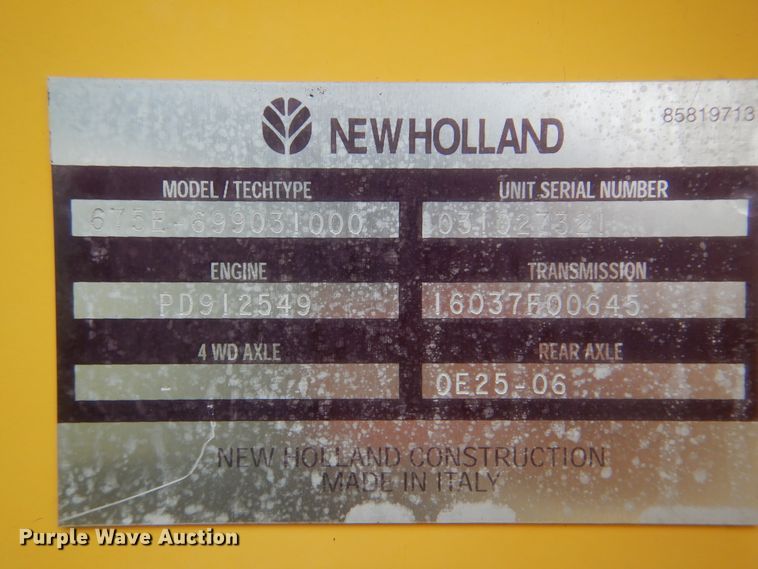 NEW HOLLAND
85819713
MODEL / TECHTYPE
UNIT SERIAL NUMBER
675E-699031000
031027321
ENGINE
TRANSMISSION
PD912549
16037F00645
4 WD AXLE
REAR AXLE
0E25-06
NEW HOLLAND CONSTRUCTION
MADE IN ITALY
Purple Wave Auction